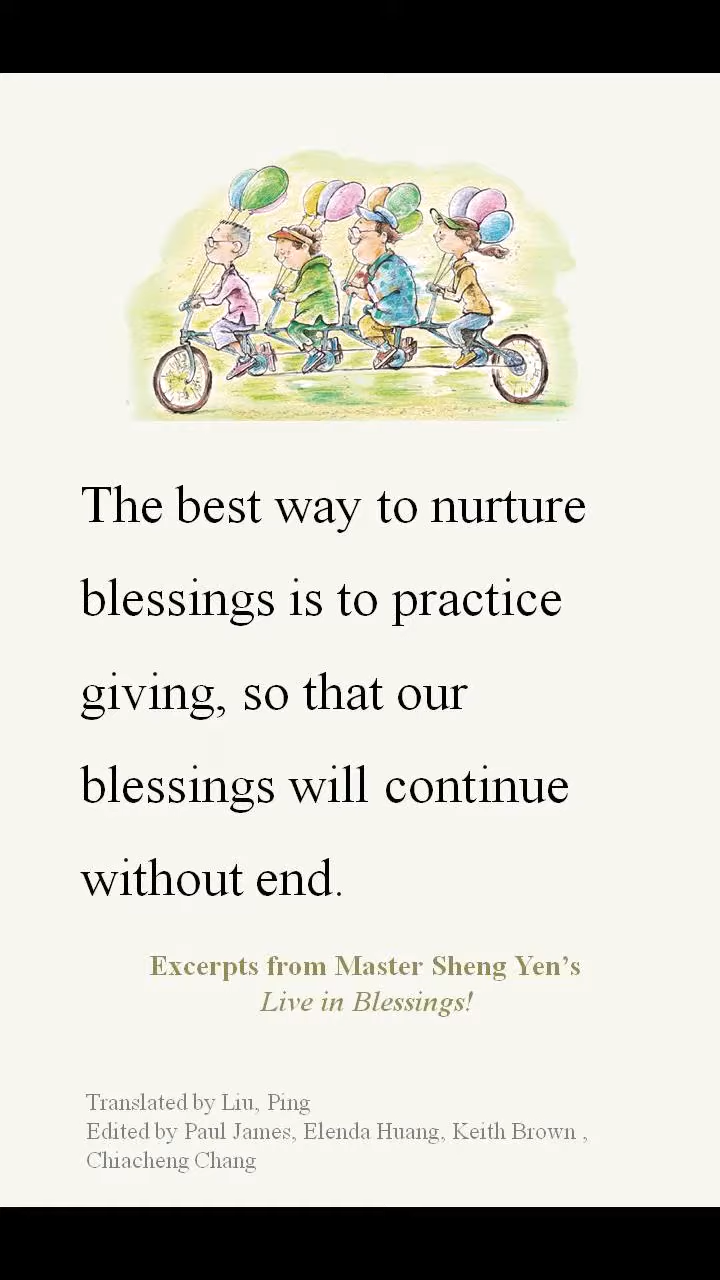 The best way to nurture
blessings is to practice
giving, so that our
blessings will continue
without end.
Excerpts from Master Sheng Yen’s
Live in Blessings!
Translated by Liu, Ping
Edited by Paul James, Elenda Huang, Keith Brown ,
Chiacheng Chang